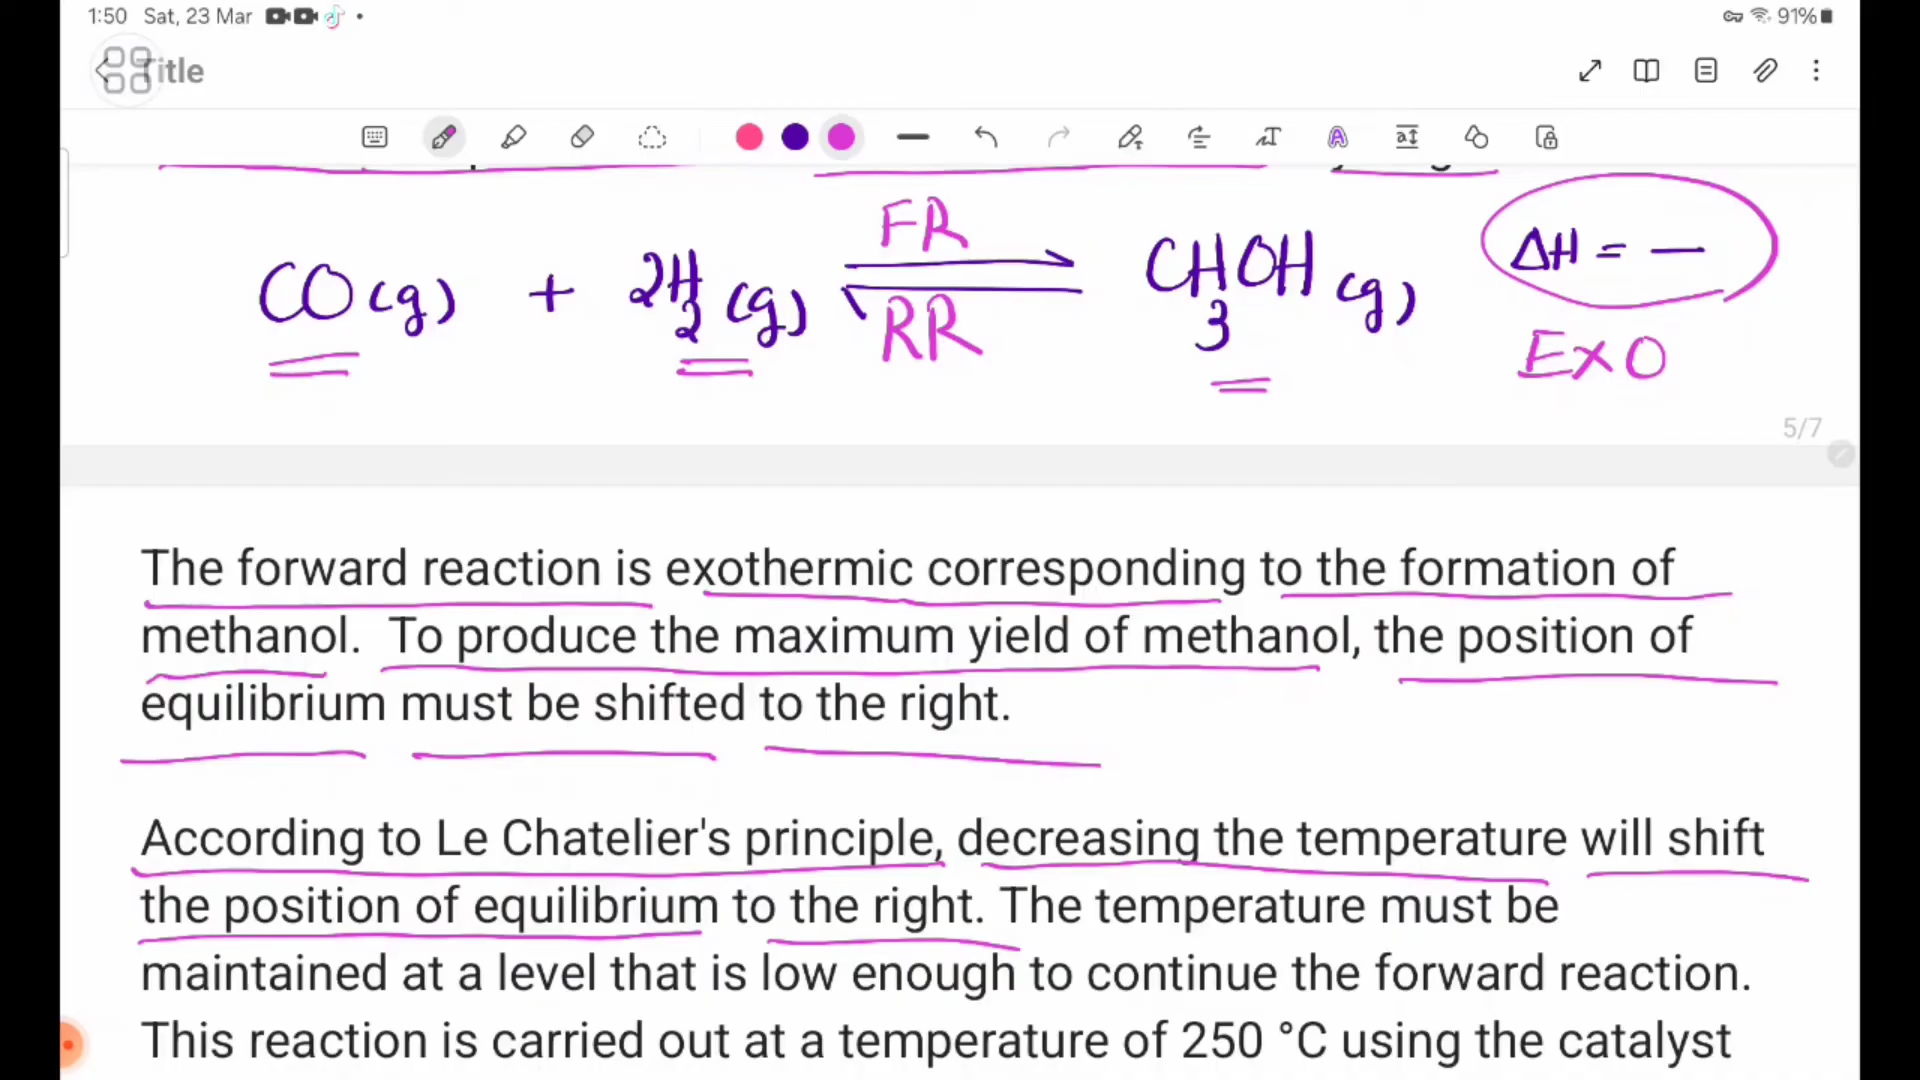 1:50 Sat, 23 Mar
91%
Title
FR
CO(g) + 2H2(g) CH3OH(g) ΔH = —
RR
EXO
5/7
The forward reaction is exothermic corresponding to the formation of
methanol. To produce the maximum yield of methanol, the position of
equilibrium must be shifted to the right.
According to Le Chatelier's principle, decreasing the temperature will shift
the position of equilibrium to the right. The temperature must be
maintained at a level that is low enough to continue the forward reaction.
This reaction is carried out at a temperature of 250 °C using the catalyst